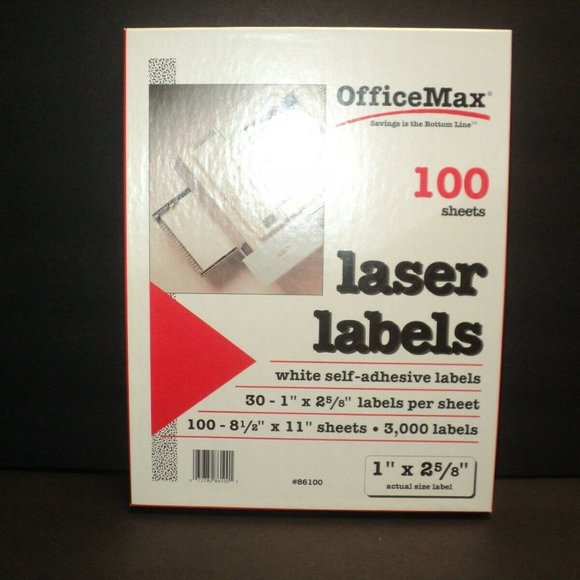 OfficeMax®
Savings is the Bottom Line™
100
sheets
laser
labels
white self-adhesive labels
30 - 1" x 2⅝" labels per sheet
100 - 8½" x 11" sheets • 3,000 labels
#86100
1" x 2⅝"
actual size label